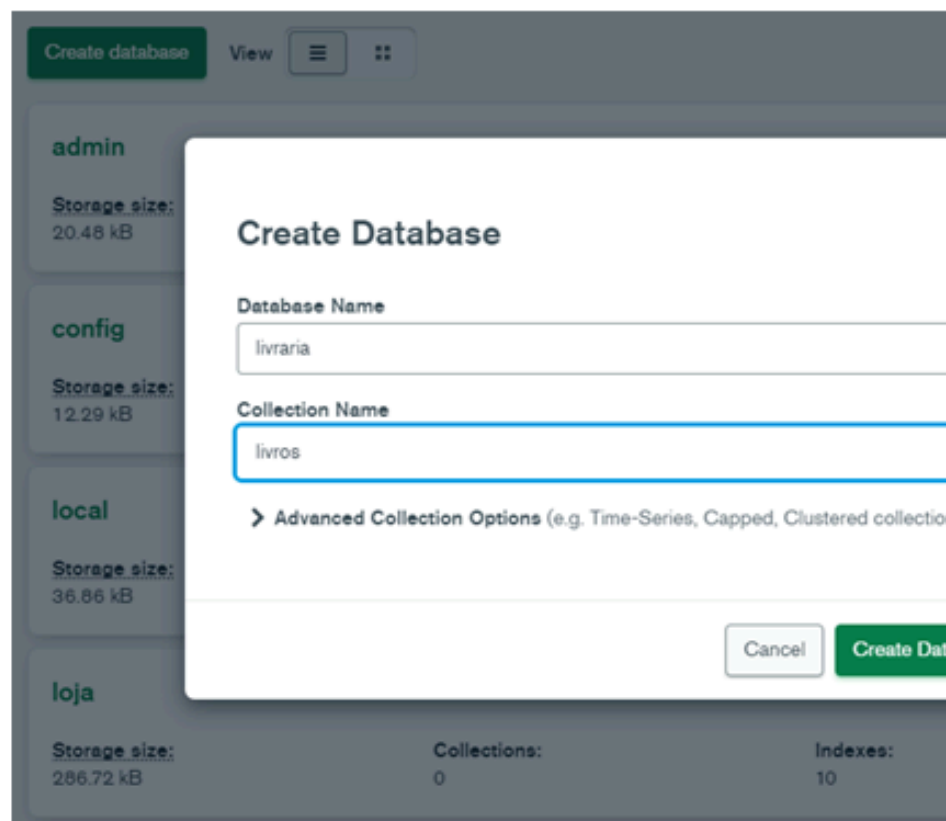 Create database View
admin
Storage size:
20.48 kB
Create Database
Database Name
livraria
config
Storage size:
12.29 kB
Collection Name
livros
Advanced Collection Options (e.g. Time-Series, Capped, Clustered
local
Storage size:
36.86 kB
Cancel Create
loja
Storage size: Collections: Indexes:
286.72 kB 0 10